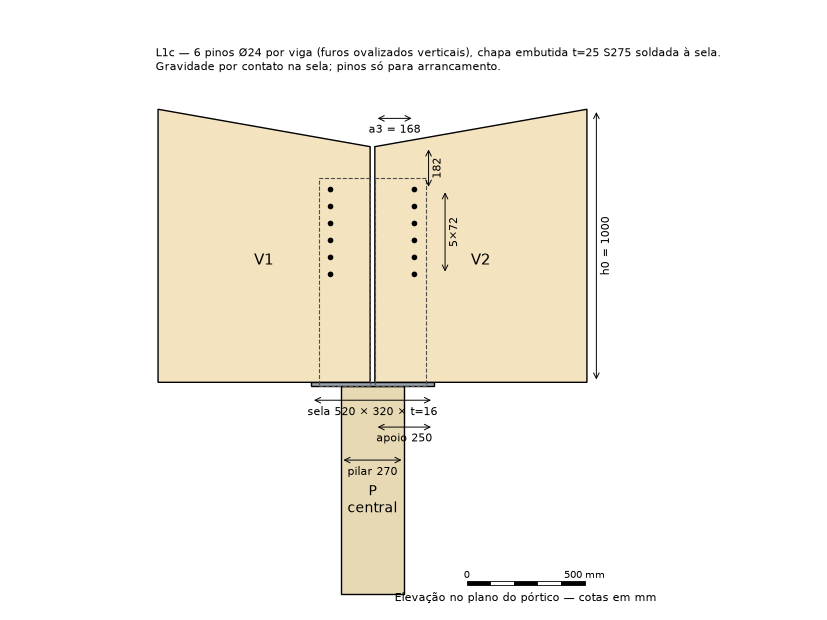 L1c — 6 pinos Ø24 por viga (furos ovalizados verticais), chapa embutida t=25 S275 soldada à sela.
Gravidade por contato na sela; pinos só para arrancamento.
a3 = 168
182
5×72
h0 = 1000
V1
V2
sela 520 × 320 × t=16
apoio 250
pilar 270
P
central
0
500 mm
Elevação no plano do pórtico — cotas em mm